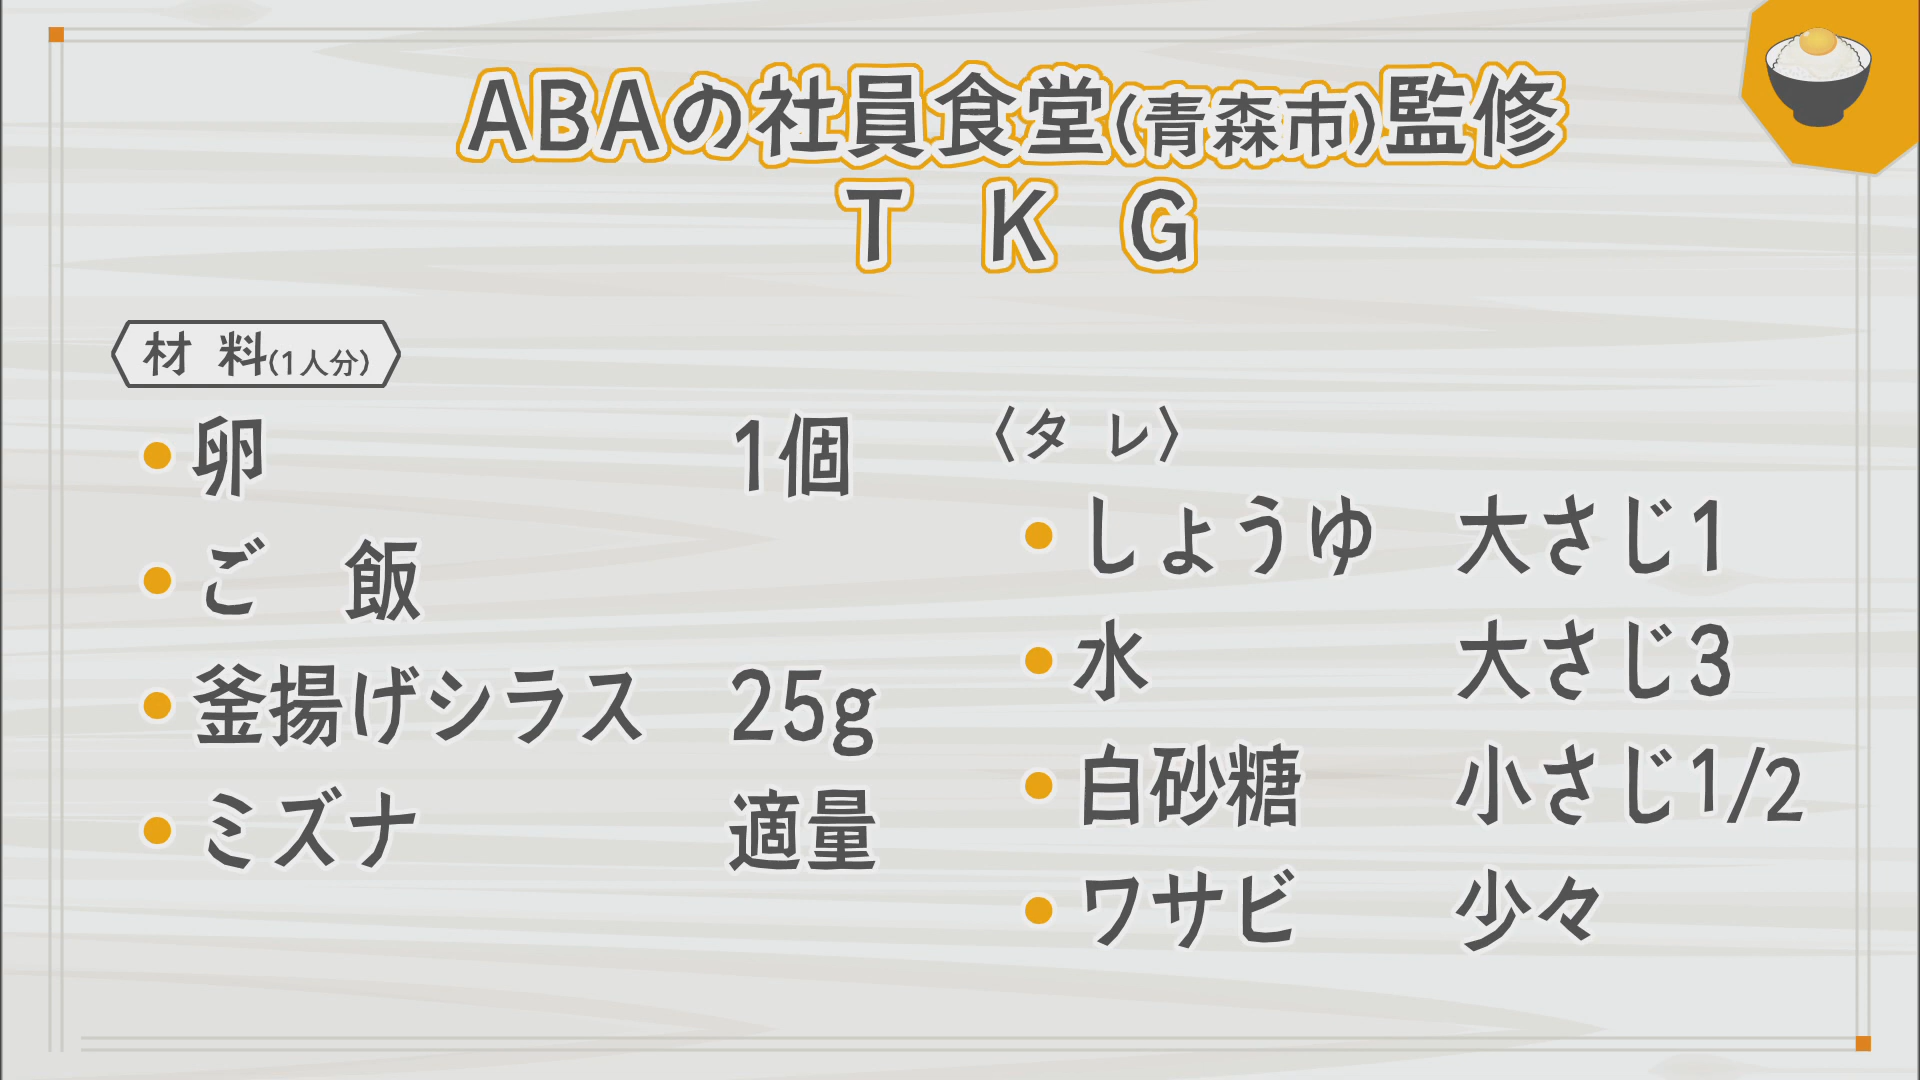 ABAの社員食堂(青森市)監修
T K G
材 料(1人分)
・卵 1個
・ご 飯
・釜揚げシラス 25g
・ミズナ 適量
〈タ レ〉
・しょうゆ 大さじ1
・水 大さじ3
・白砂糖 小さじ1/2
・ワサビ 少々